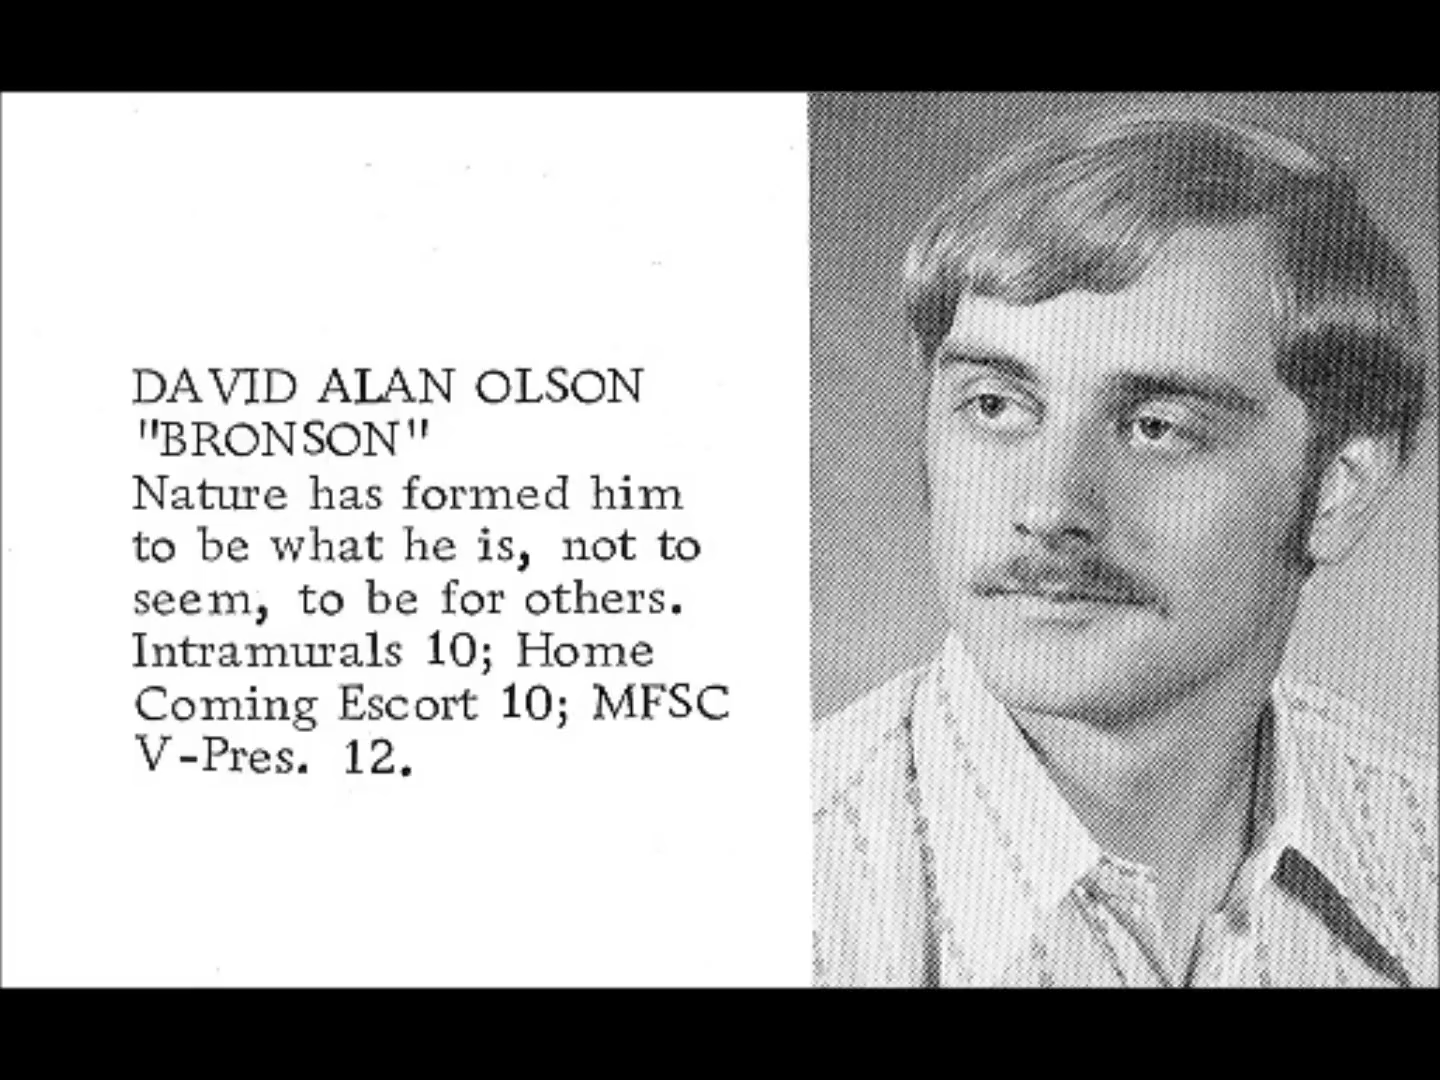 DAVID ALAN OLSON
"BRONSON"
Nature has formed him
to be what he is, not to
seem, to be for others.
Intramurals 10; Home
Coming Escort 10; MFSC
V-Pres. 12.